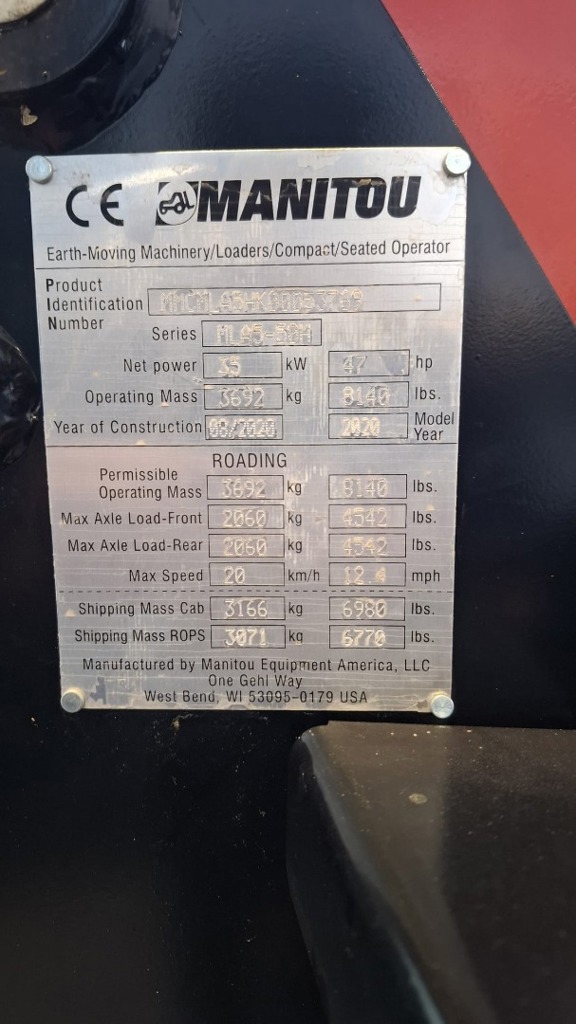 CE MANITOU
Earth-Moving Machinery/Loaders/Compact/Seated Operator
Product
Identification
Number
Series MLA5-50H
Net power 35 kW 47 hp
Operating Mass 3692 kg 8140 lbs.
Year of Construction 08/2020 2020 Model Year
ROADING
Permissible
Operating Mass 3692 kg 8140 lbs.
Max Axle Load-Front 2060 kg 4542 lbs.
Max Axle Load-Rear 2060 kg 4542 lbs.
Max Speed 20 km/h 12.4 mph
Shipping Mass Cab 3166 kg 6980 lbs.
Shipping Mass ROPS 3071 kg 6770 lbs.
Manufactured by Manitou Equipment America, LLC
One Gehl Way
West Bend, WI 53095-0179 USA